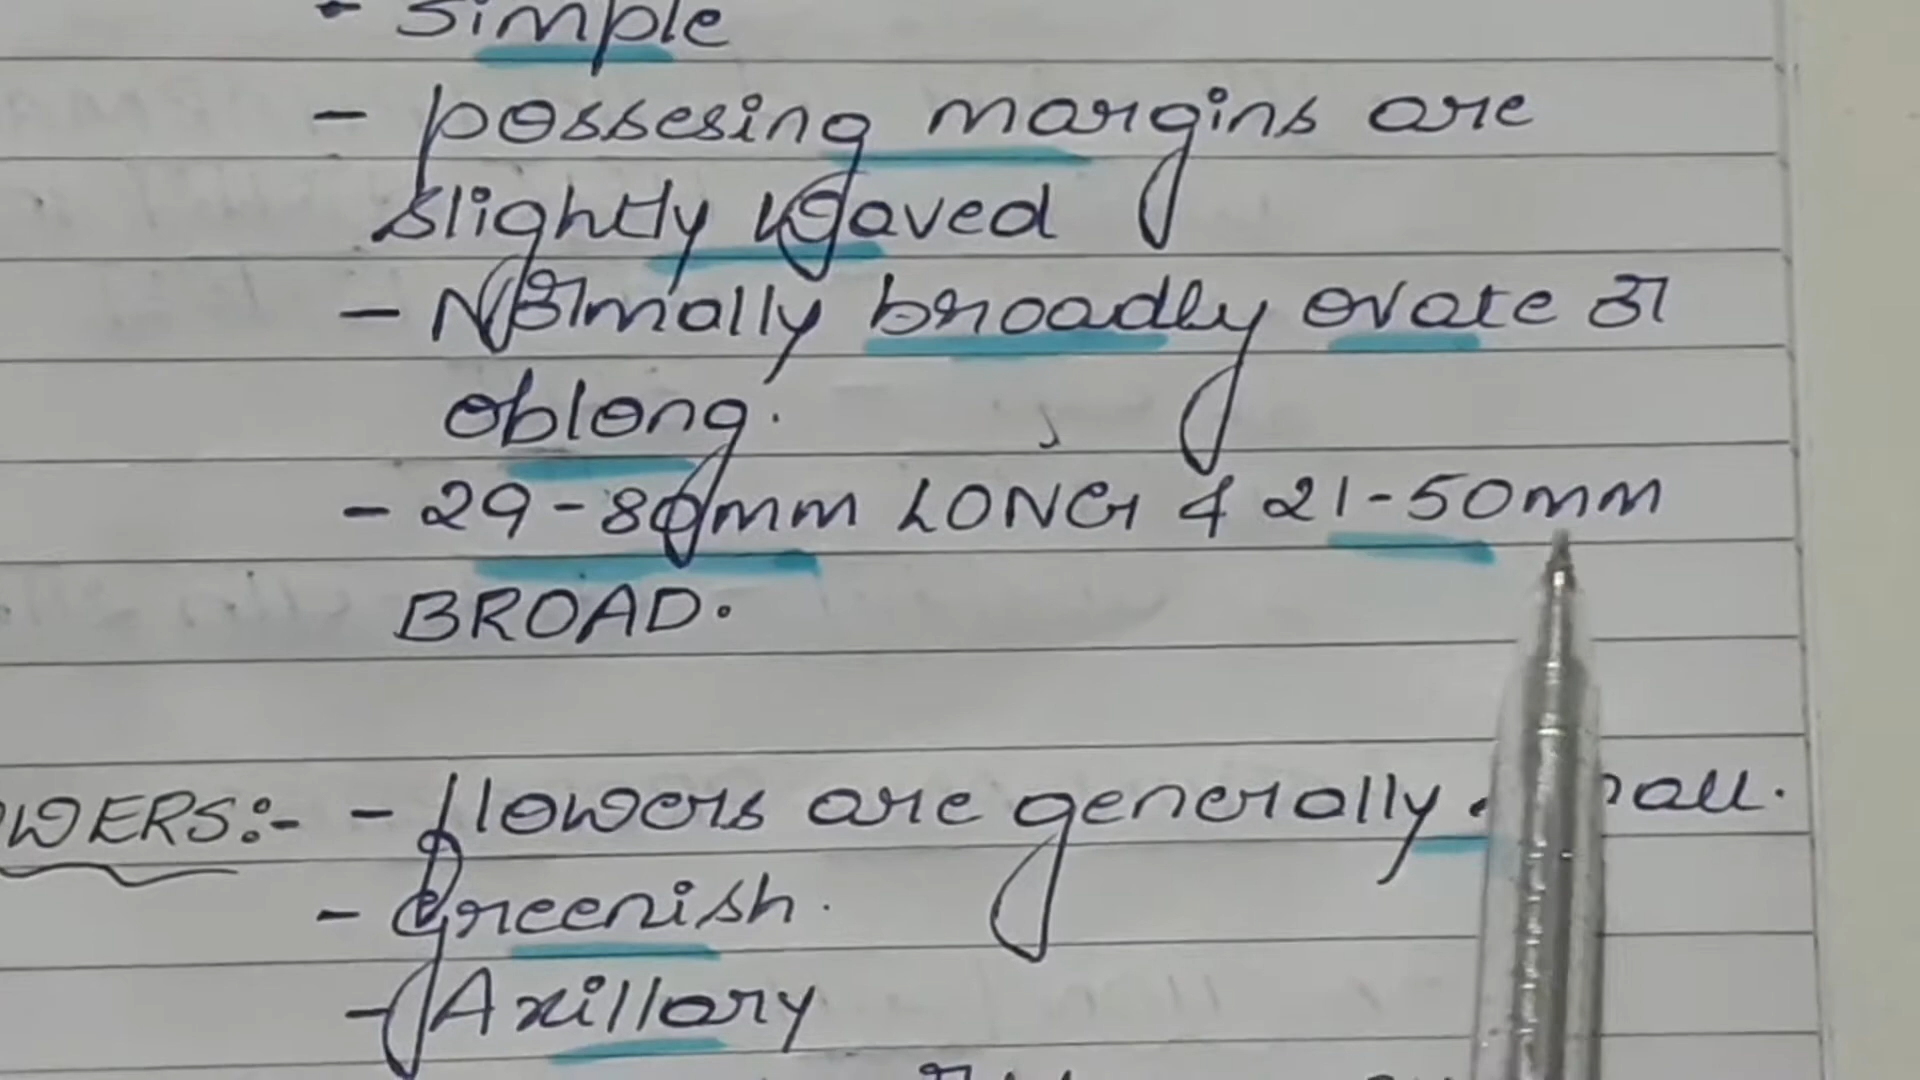 - Simple
- possesing margins are
slightly waved
- Normally broadly ovate or
oblong.
- 29-80mm LONG & 21-50mm
BROAD.
WERS:- - flowers are generally small.
- Greenish.
- Axillary